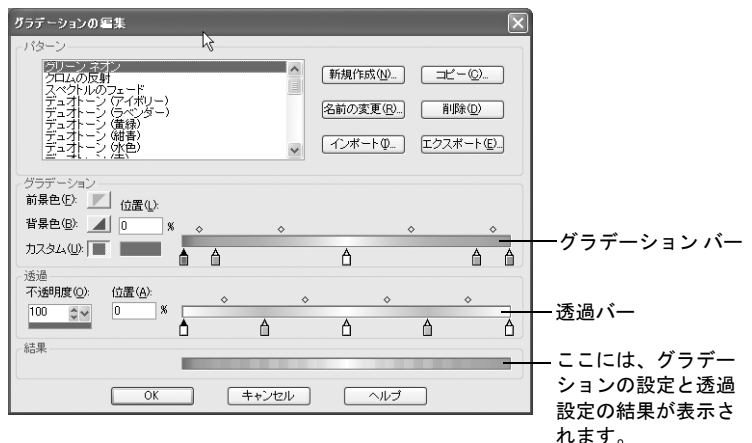 グラデーションの編集
パターン
グリーン ネオン
クロムの反射
スペクトルのフェード
デュオトーン (アイボリー)
デュオトーン (ラベンダー)
デュオトーン (黄緑)
デュオトーン (紺青)
デュオトーン (水色)
新規作成(N)...
コピー(C)...
名前の変更(R)...
削除(D)
インポート(I)...
エクスポート(E)...
グラデーション
前景色(F):
位置(L):
背景色(B):
0 %
カスタム(U):
グラデーション バー
透過
不透明度(O):
位置(A):
100
0 %
透過バー
結果
ここには、グラデー
ションの設定と透過
設定の結果が表示さ
れます。
OK
キャンセル
ヘルプ